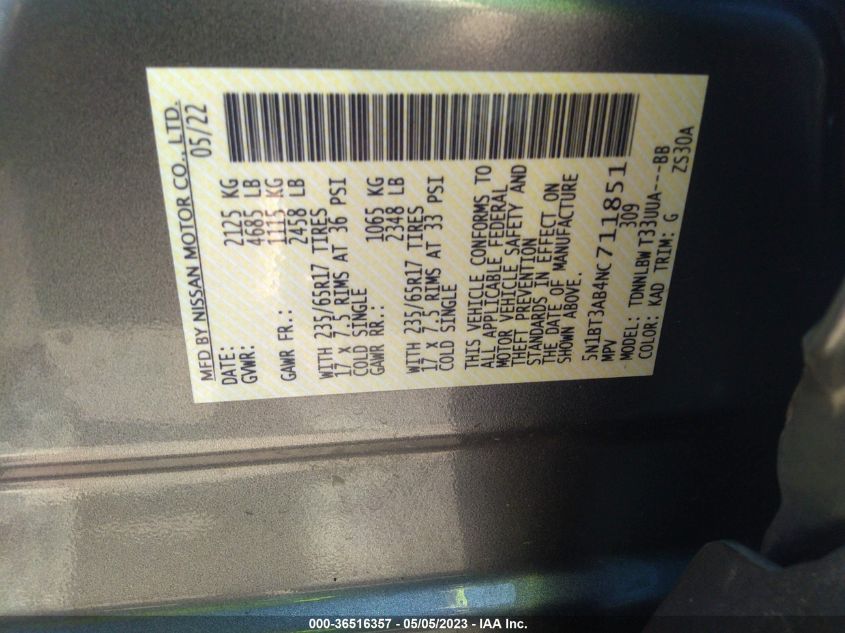 MFD BY NISSAN MOTOR CO., LTD.
DATE: 05/22
GVWR: 2125 KG
4685 LB
GAWR FR.: 1115 KG
2458 LB
WITH 235/65R17 TIRES
17 X 7.5 RIMS AT 36 PSI
COLD SINGLE
GAWR RR.: 1065 KG
2348 LB
WITH 235/65R17 TIRES
17 X 7.5 RIMS AT 33 PSI
COLD SINGLE
THIS VEHICLE CONFORMS TO
ALL APPLICABLE FEDERAL
MOTOR VEHICLE SAFETY AND
THEFT PREVENTION
STANDARDS IN EFFECT ON
THE DATE OF MANUFACTURE
SHOWN ABOVE.
5N1BT3AB4NC711851
MPV 309
MODEL: TDNNLBW T33UUA----BB
COLOR: KAD TRIM: G ZS30A
000-36516357 - 05/05/2023 - IAA Inc.